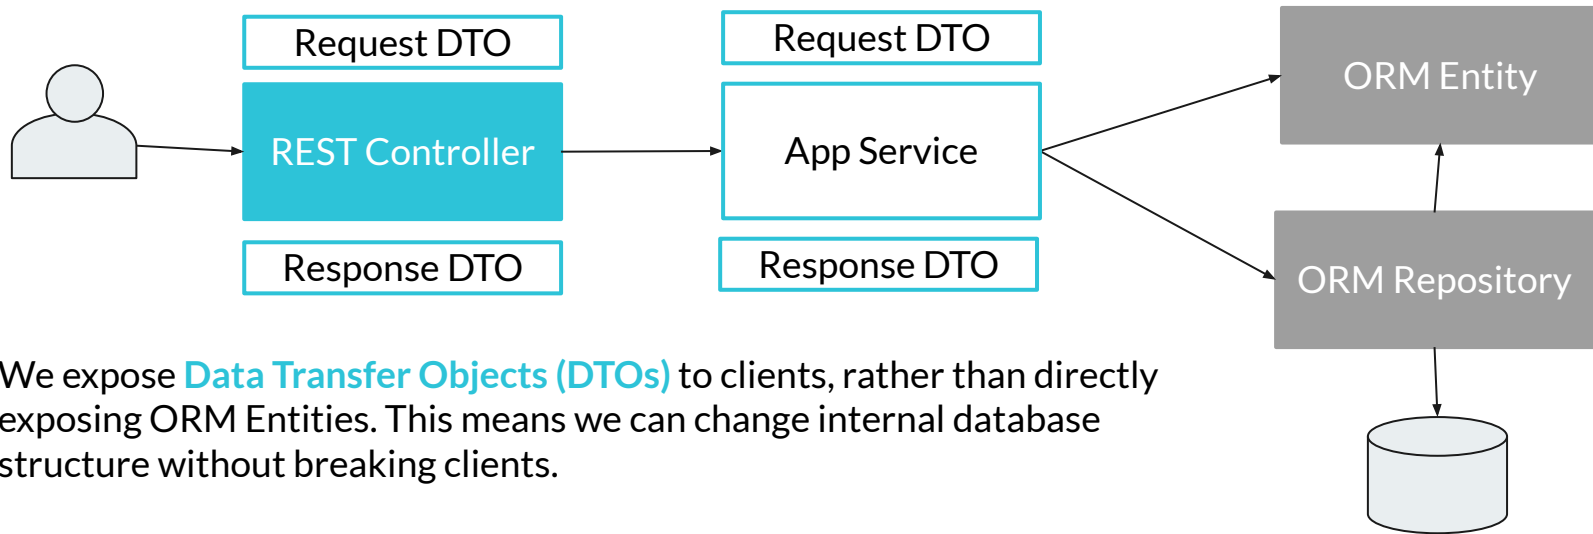 Request DTO
Request DTO
ORM Entity
REST Controller
App Service
Response DTO
Response DTO
ORM Repository
We expose Data Transfer Objects (DTOs) to clients, rather than directly
exposing ORM Entities. This means we can change internal database
structure without breaking clients.